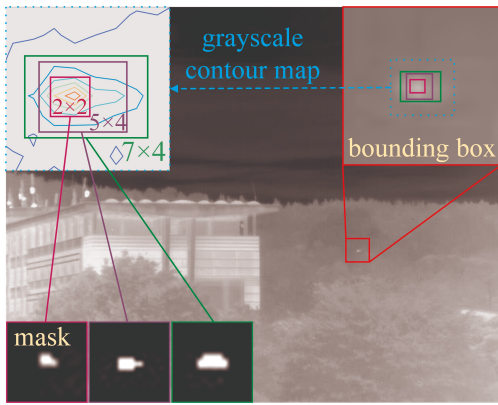 grayscale
contour map
2×2
5×4
7×4
bounding box
mask